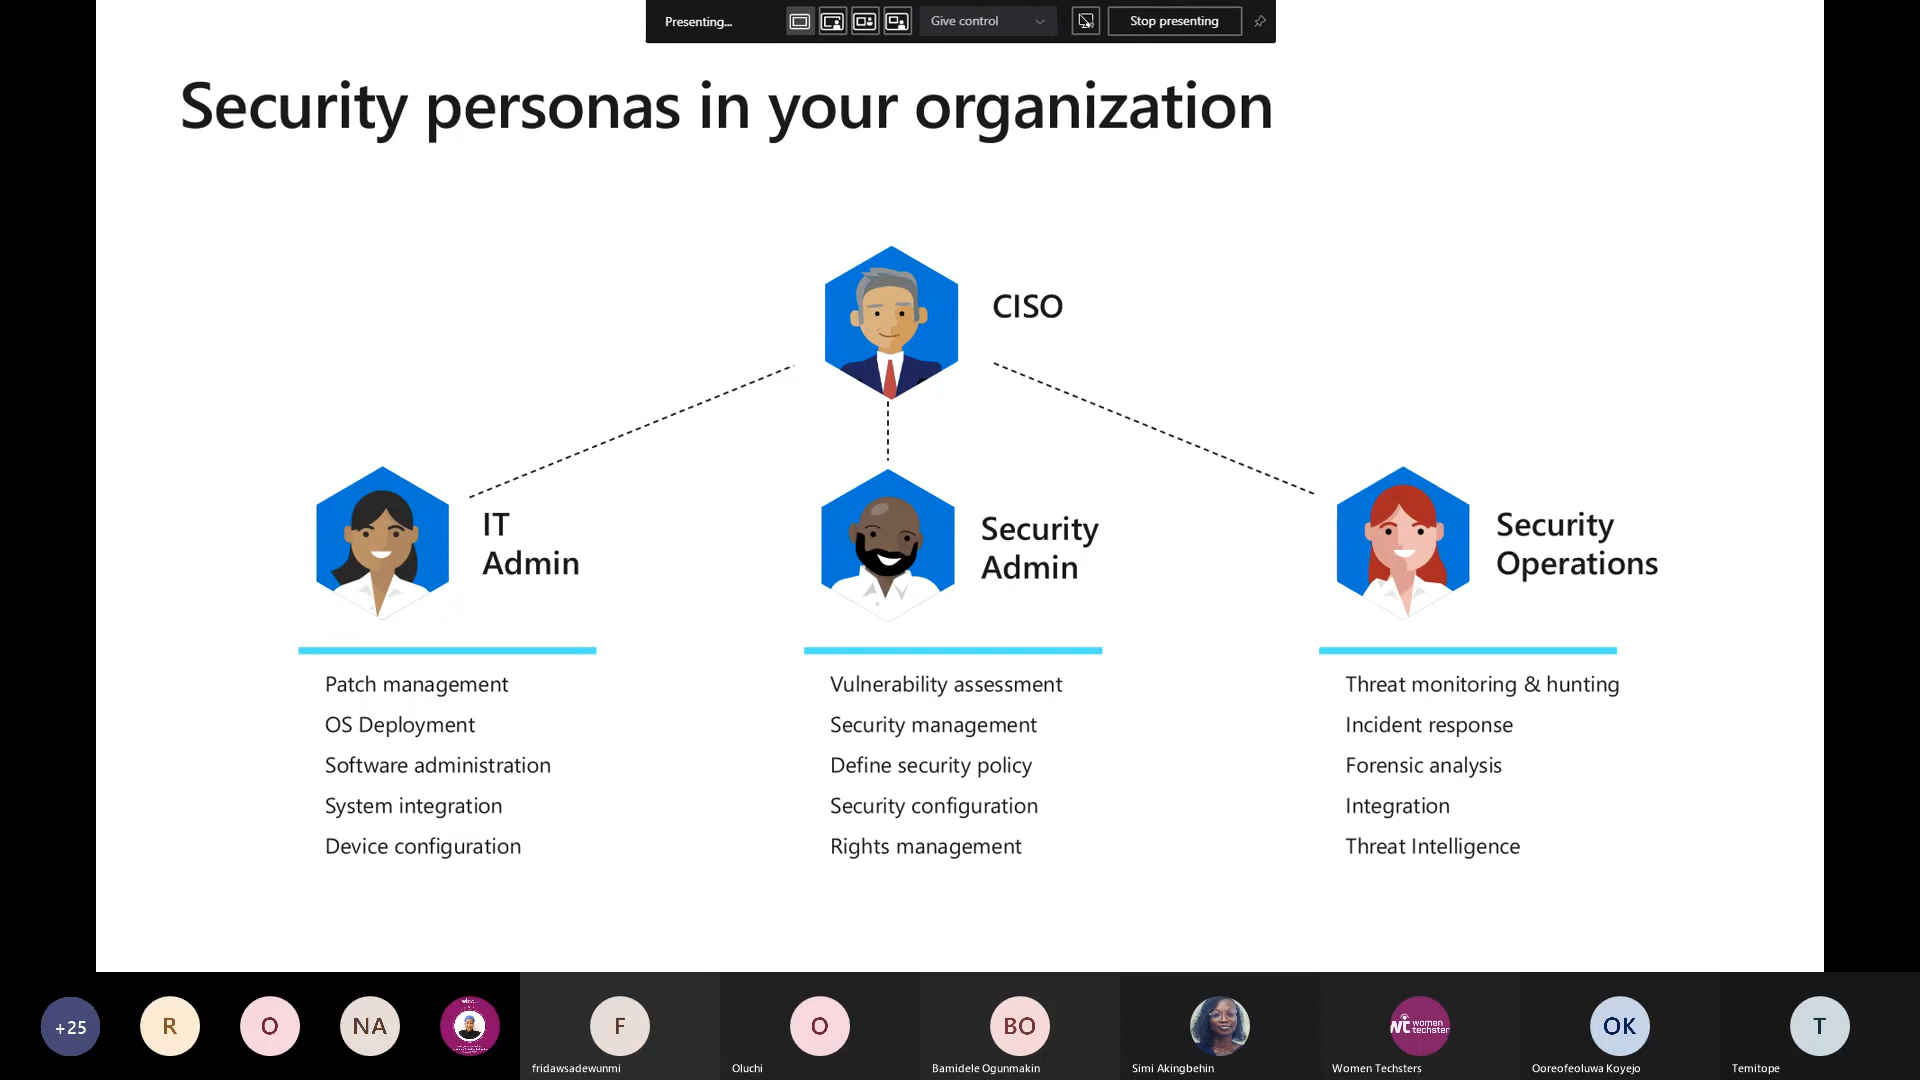 Presenting...
Give control
Stop presenting
Security personas in your organization
CISO
IT
Admin
Security
Admin
Security
Operations
Patch management
OS Deployment
Software administration
System integration
Device configuration
Vulnerability assessment
Security management
Define security policy
Security configuration
Rights management
Threat monitoring & hunting
Incident response
Forensic analysis
Integration
Threat Intelligence
+25
R
O
NA
F
fridawsadewunmi
O
Oluchi
BO
Bamidele Ogunmakin
Simi Akingbehin
women
techster
Women Techsters
OK
Ooreofeoluwa Koyejo
T
Temitope